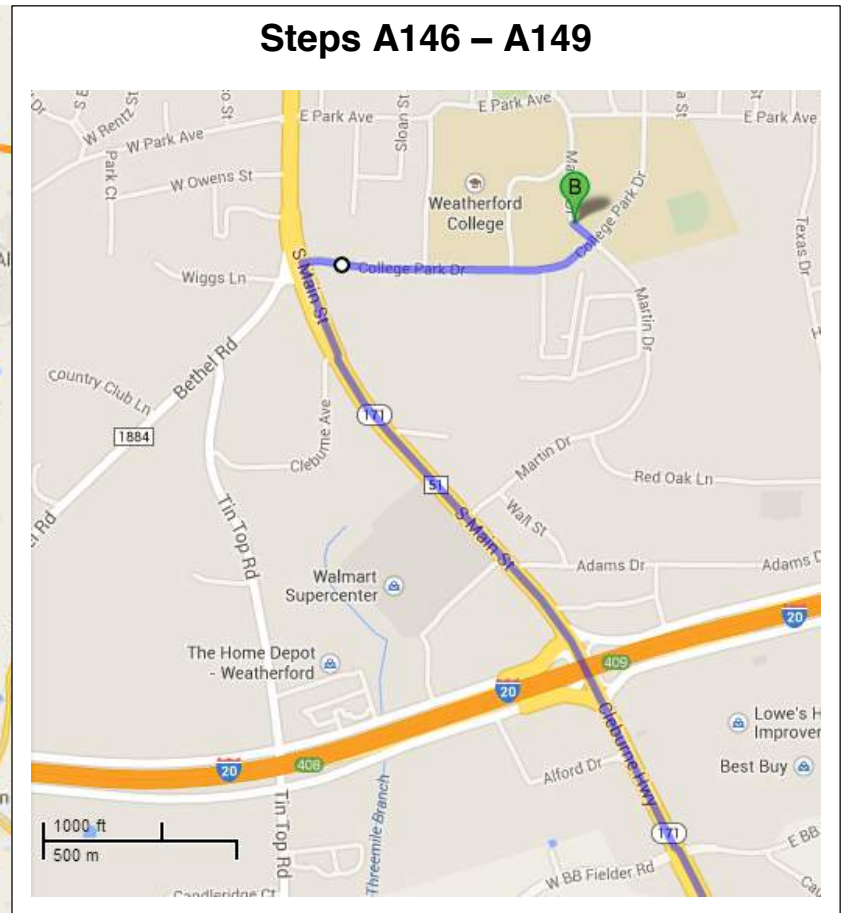 Steps A146 – A149
E Park Ave
E Park Ave
E Park Ave
Sloan St
W Rentz St
W Park Ave
Park Ct
W Owens St
Weatherford
College
B
College Park Dr
Texas Dr
S Main St
College Park Dr
Wiggs Ln
Martin Dr
Bethel Rd
Country Club Ln
171
1884
Cleburne Ave
Martin Dr
51
Red Oak Ln
Tin Top Rd
Wall St
S Main St
Adams Dr
Adams D
Walmart
Supercenter
20
The Home Depot
- Weatherford
409
20
Cleburne Hwy
Lowe's H
Improver
20
408
Alford Dr
Best Buy
1000 ft
500 m
Tin Top Rd
Threemile Branch
171
E BB
W BB Fielder Rd
Candleridge Ct